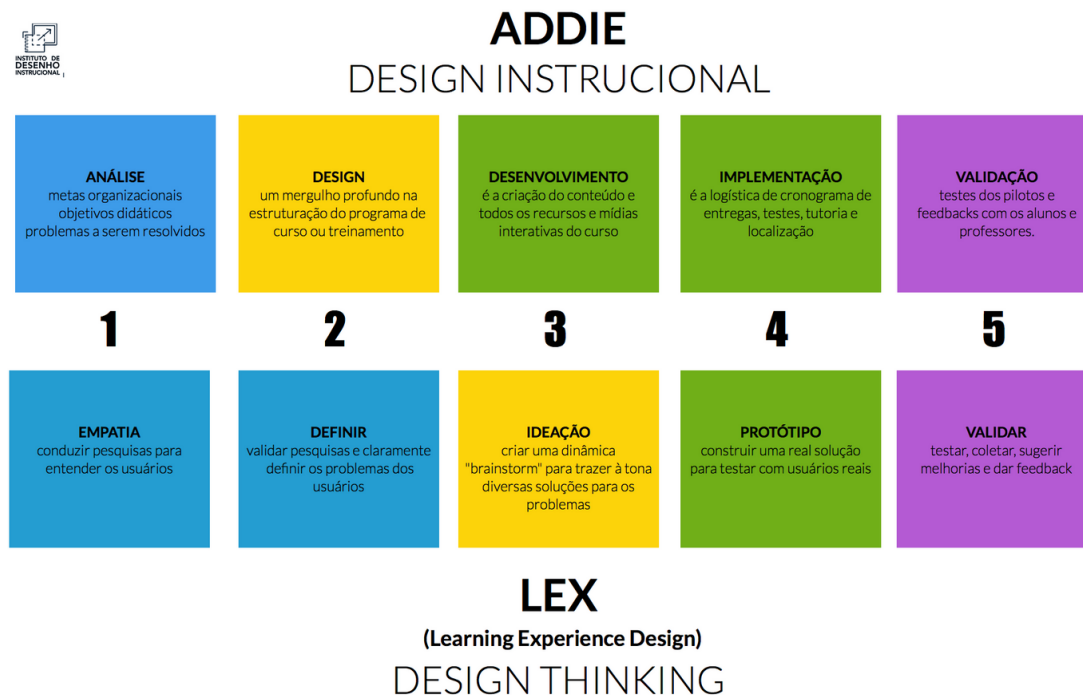 INSTITUTO DE
DESENHO
INSTRUCIONAL
ADDIE
DESIGN INSTRUCIONAL
ANÁLISE
metas organizacionais
objetivos didáticos
problemas a serem resolvidos
DESIGN
um mergulho profundo na
estruturação do programa de
curso ou treinamento
DESENVOLVIMENTO
é a criação do conteúdo e
todos os recursos e mídias
interativas do curso
IMPLEMENTAÇÃO
é a logística de cronograma de
entregas, testes, tutoria e
localização
VALIDAÇÃO
testes dos pilotos e
feedbacks com os alunos e
professores.
1
2
3
4
5
EMPATIA
conduzir pesquisas para
entender os usuários
DEFINIR
validar pesquisas e claramente
definir os problemas dos
usuários
IDEAÇÃO
criar uma dinâmica
"brainstorm" para trazer à tona
diversas soluções para os
problemas
PROTÓTIPO
construir uma real solução
para testar com usuários reais
VALIDAR
testar, coletar, sugerir
melhorias e dar feedback
LEX
(Learning Experience Design)
DESIGN THINKING